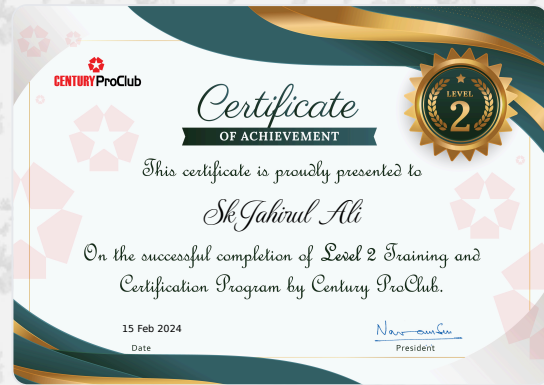 CENTURY ProClub
LEVEL
2
Certificate
OF ACHIEVEMENT
This certificate is proudly presented to
Sk Jahirul Ali
On the successful completion of Level 2 Training and
Certification Program by Century ProClub.
15 Feb 2024
Date
President